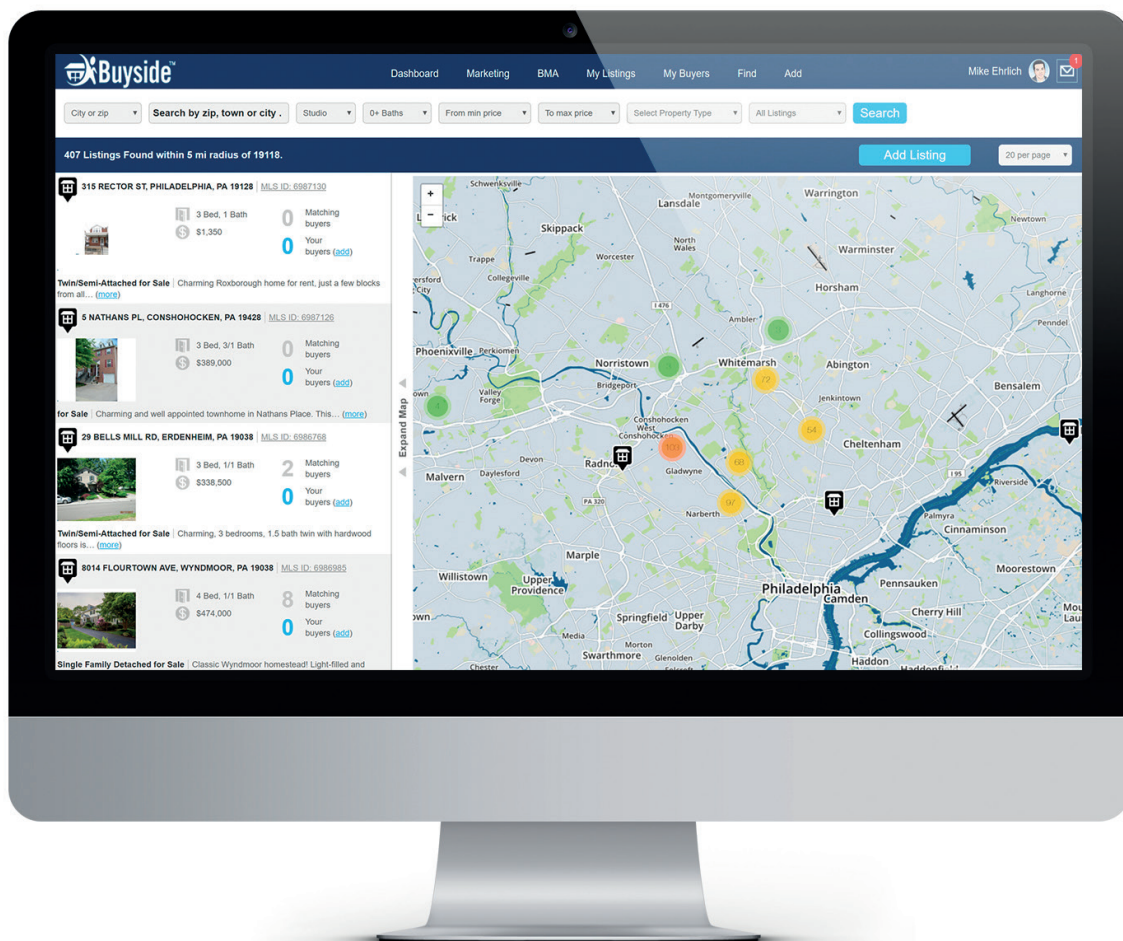 Buyside™
Dashboard Marketing BMA My Listings My Buyers Find Add
Mike Ehrlich
1
City or zip
Search by zip, town or city .
Studio
0+ Baths
From min price
To max price
Select Property Type
All Listings
Search
407 Listings Found within 5 mi radius of 19118.
Add Listing
20 per page
315 RECTOR ST, PHILADELPHIA, PA 19128 | MLS ID: 6987130
3 Bed, 1 Bath
$1,350
0 Matching
buyers
0 Your
buyers (add)
Twin/Semi-Attached for Sale | Charming Roxborough home for rent, just a few blocks
from all... (more)
5 NATHANS PL, CONSHOHOCKEN, PA 19428 | MLS ID: 6987126
3 Bed, 3/1 Bath
$389,000
0 Matching
buyers
0 Your
buyers (add)
for Sale | Charming and well appointed townhome in Nathans Place. This... (more)
29 BELLS MILL RD, ERDENHEIM, PA 19038 | MLS ID: 6986768
3 Bed, 1/1 Bath
$338,500
2 Matching
buyers
0 Your
buyers (add)
Twin/Semi-Attached for Sale | Charming, 3 bedrooms, 1.5 bath twin with hardwood
floors is... (more)
8014 FLOURTOWN AVE, WYNDMOOR, PA 19038 | MLS ID: 6986985
4 Bed, 1/1 Bath
$474,000
8 Matching
buyers
0 Your
buyers (add)
Single Family Detached for Sale | Classic Wyndmoor homestead! Light-filled and
Expand Map
+
-
Schwenksville
Montgomeryville
Warrington
Lansdale
Newtown
Skippack
North
Wales
Warminster
Trappe
Worcester
Collegeville
Horsham
Langhorne
I 476
Ambler
Penndel
Phoenixville
Perkiomen
Norristown
Whitemarsh
Abington
72
Bridgeport
Bensalem
Valley
Forge
Jenkintown
Conshohocken
West
Conshohocken
103
64
Cheltenham
Devon
Radnor
68
Malvern
Daylesford
Gladwyne
I 95
Riverside
PA 320
97
Narberth
Palmyra
Cinnaminson
Marple
Moorestown
Willistown
Upper
Providence
Philadelphia
Camden
Pennsauken
Springfield
Upper
Darby
Cherry Hill
Collingswood
Media
Morton
Swarthmore
Glenolden
Haddon
Chester